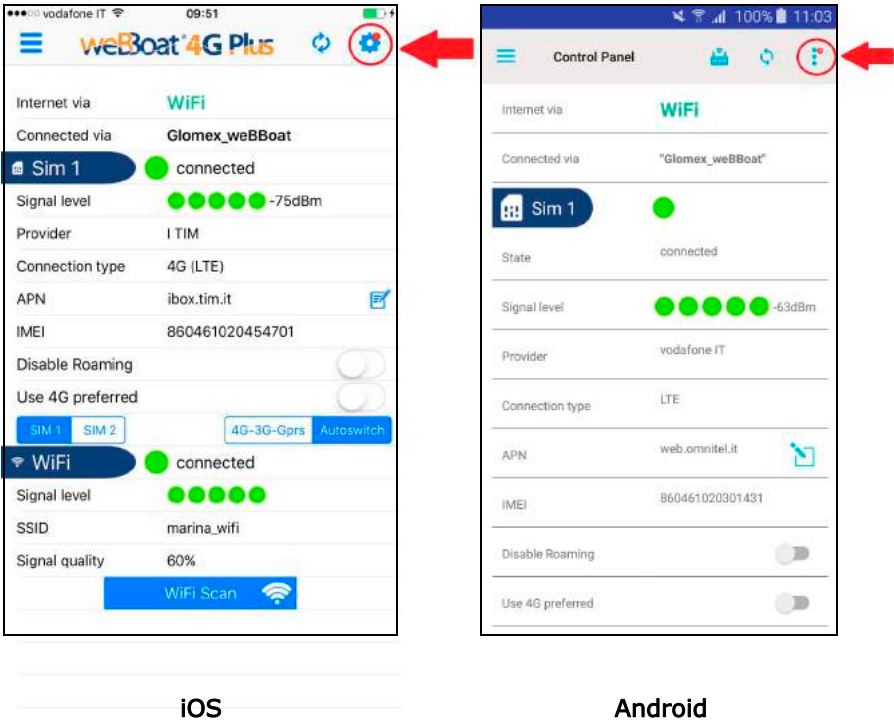 vodafone IT 09:51
weBBoat 4G Plus
Internet via WiFi
Connected via Glomex_weBBoat
Sim 1 connected
Signal level -75dBm
Provider I TIM
Connection type 4G (LTE)
APN ibox.tim.it
IMEI 860461020454701
Disable Roaming
Use 4G preferred
SIM 1 SIM 2 4G-3G-Gprs Autoswitch
WiFi connected
Signal level
SSID marina_wifi
Signal quality 60%
WiFi Scan
iOS
100% 11:03
Control Panel
Internet via WiFi
Connected via "Glomex_weBBoat"
Sim 1
State connected
Signal level -63dBm
Provider vodafone IT
Connection type LTE
APN web.omnitel.it
IMEI 860461020301431
Disable Roaming
Use 4G preferred
Android